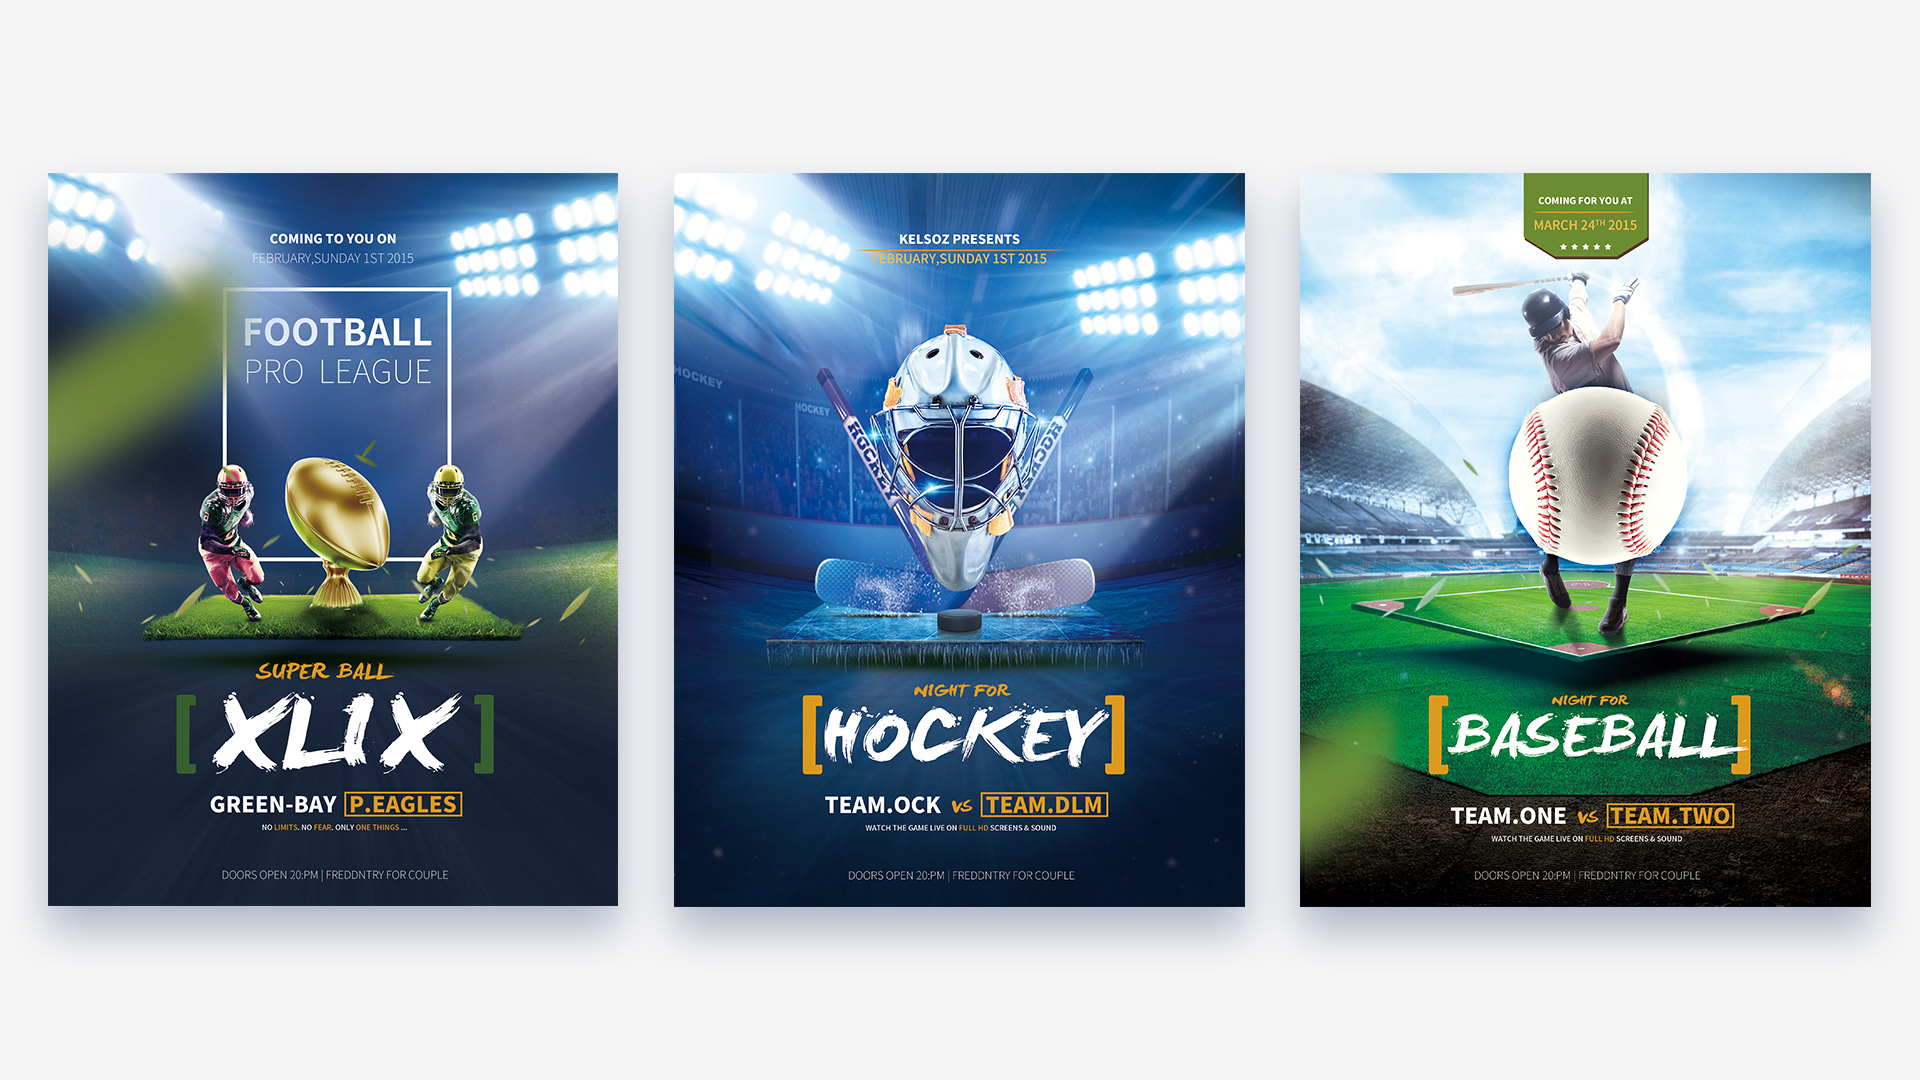 COMING TO YOU ON
FEBRUARY,SUNDAY 1ST 2015
FOOTBALL
PRO LEAGUE
SUPER BALL
[XLIX]
GREEN-BAY P.EAGLES
NO LIMITS. NO FEAR. ONLY ONE THINGS ...
DOORS OPEN 20:PM | FREDDNTRY FOR COUPLE
KELSOZ PRESENTS
FEBRUARY,SUNDAY 1ST 2015
HOCKEY
HOCKEY
HOCKEY
HOCKEY
NIGHT FOR
[HOCKEY]
TEAM.OCK VS TEAM.DLM
WATCH THE GAME LIVE ON FULL HD SCREENS & SOUND
DOORS OPEN 20:PM | FREDDNTRY FOR COUPLE
COMING FOR YOU AT
MARCH 24TH 2015
NIGHT FOR
[BASEBALL]
TEAM.ONE VS TEAM.TWO
WATCH THE GAME LIVE ON FULL HD SCREENS & SOUND
DOORS OPEN 20:PM | FREDDNTRY FOR COUPLE